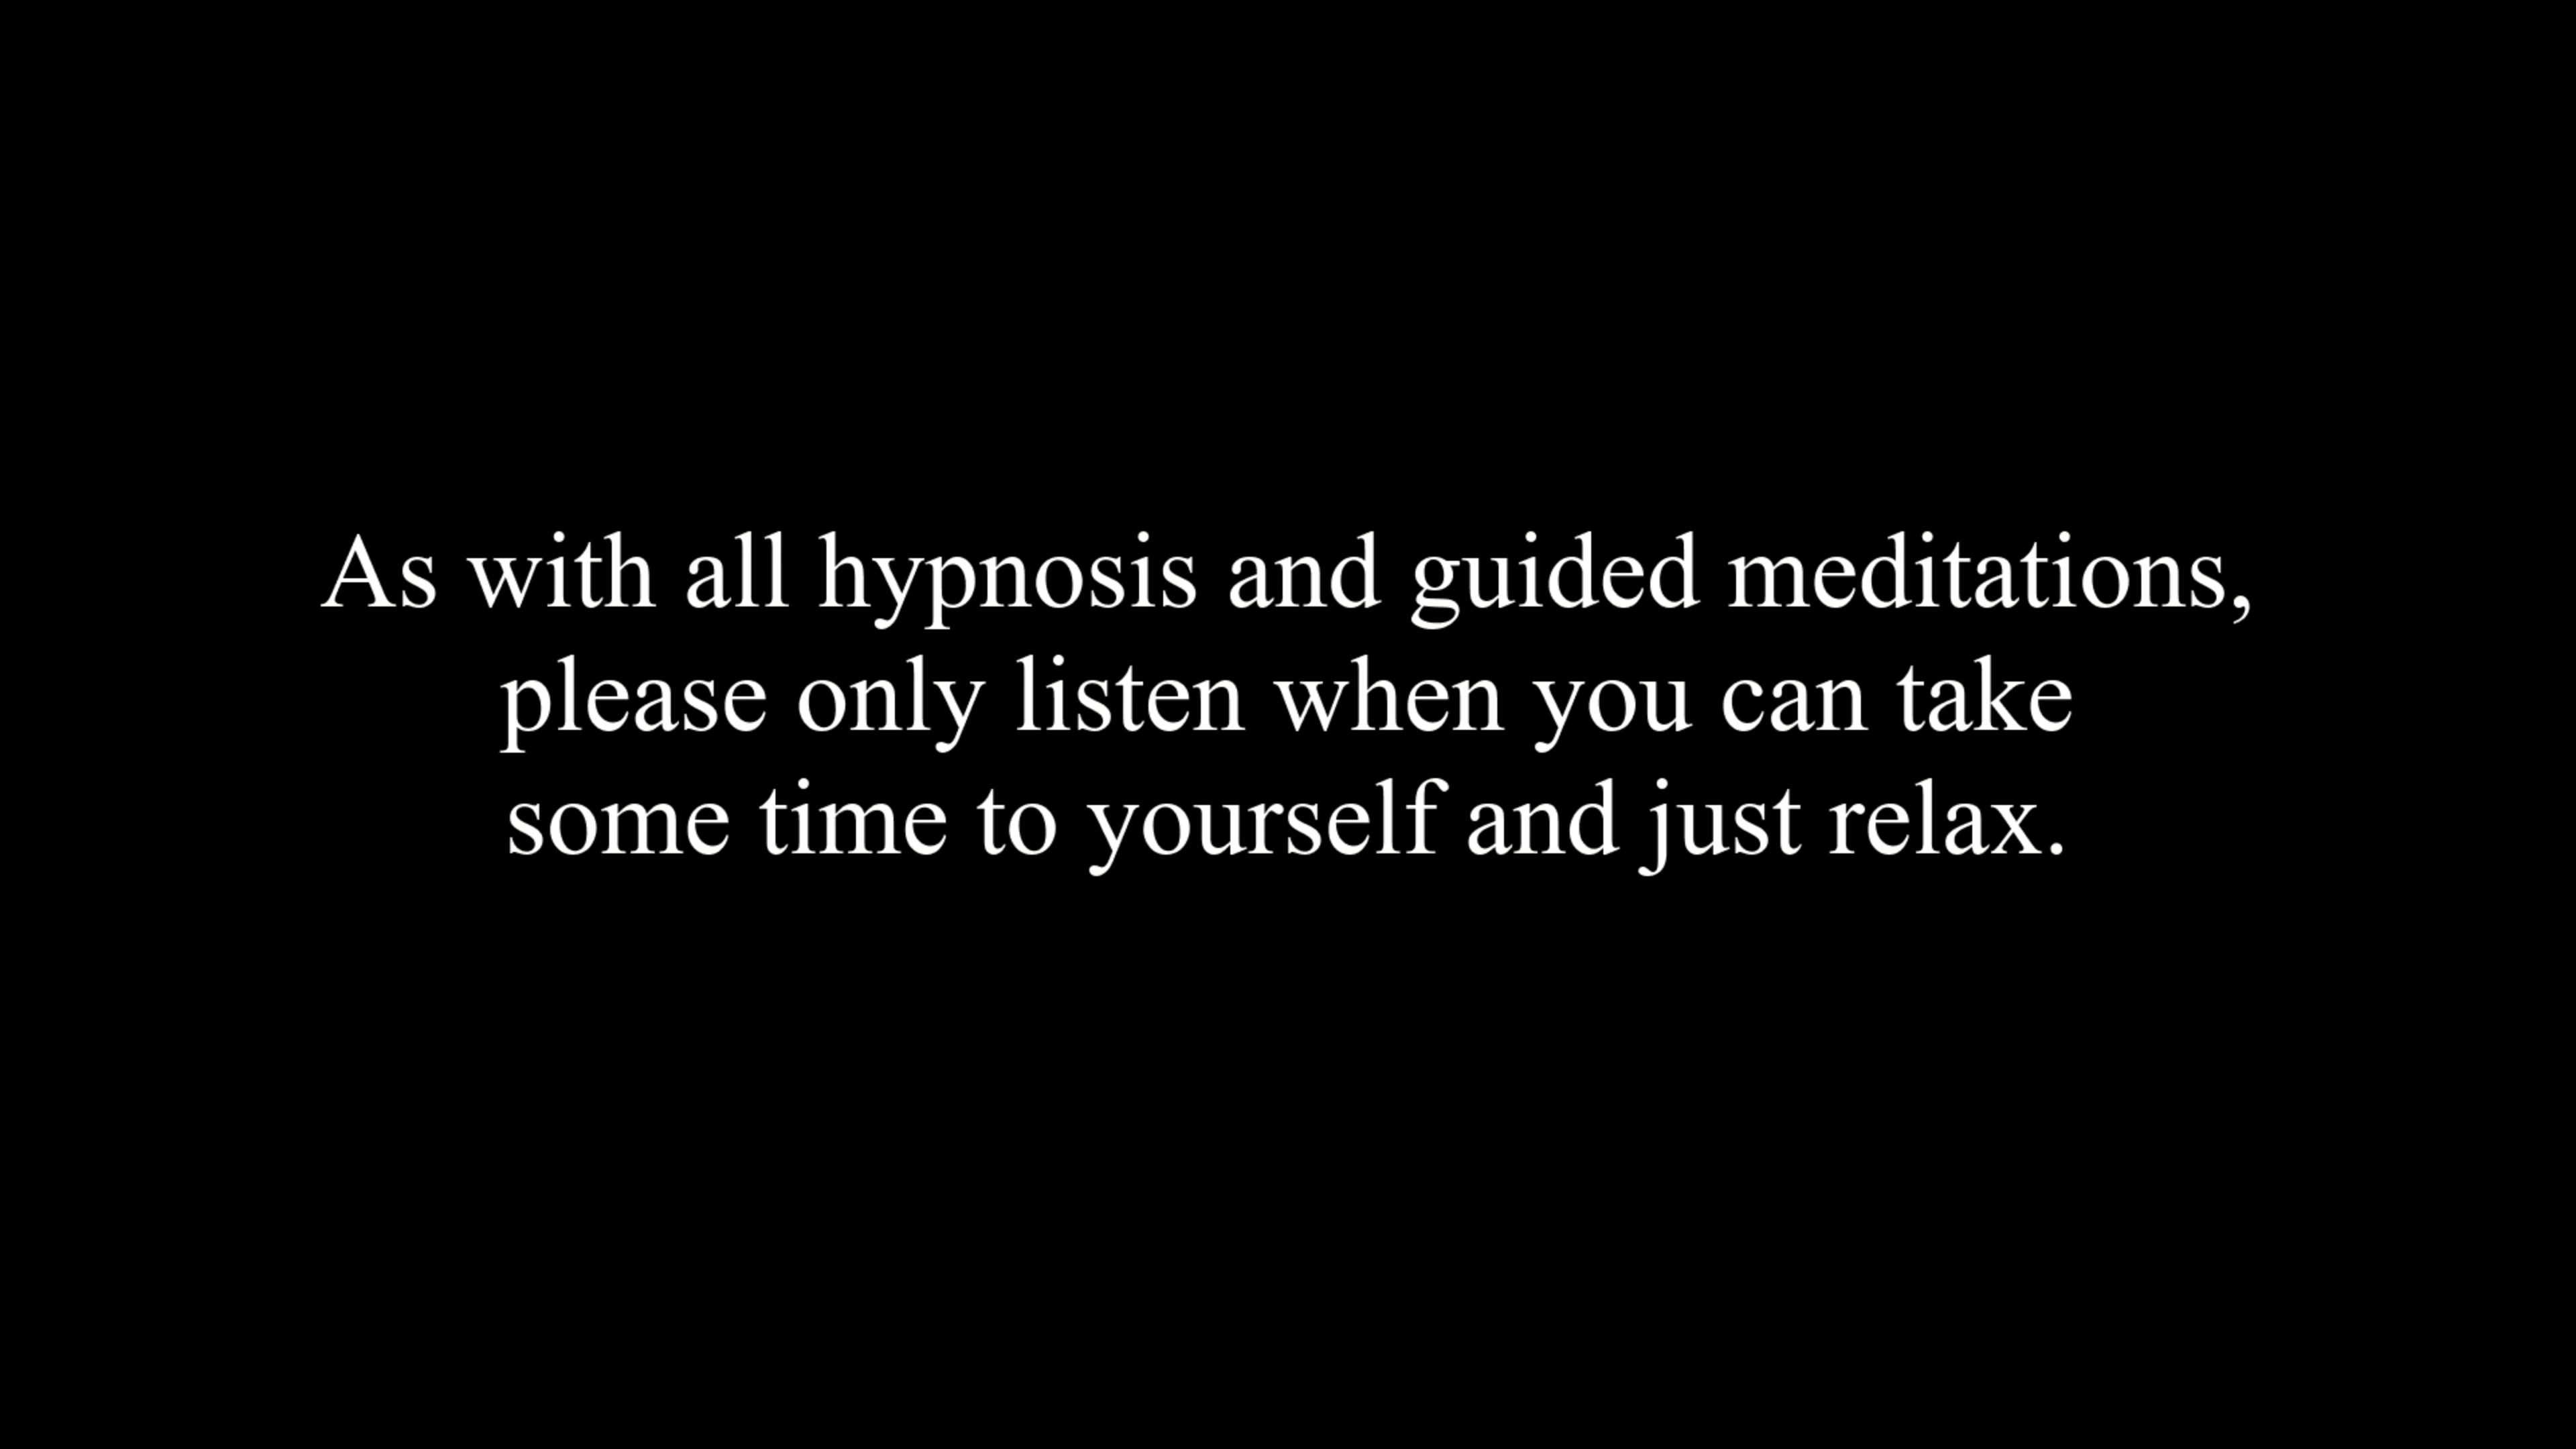 As with all hypnosis and guided meditations,
please only listen when you can take
some time to yourself and just relax.